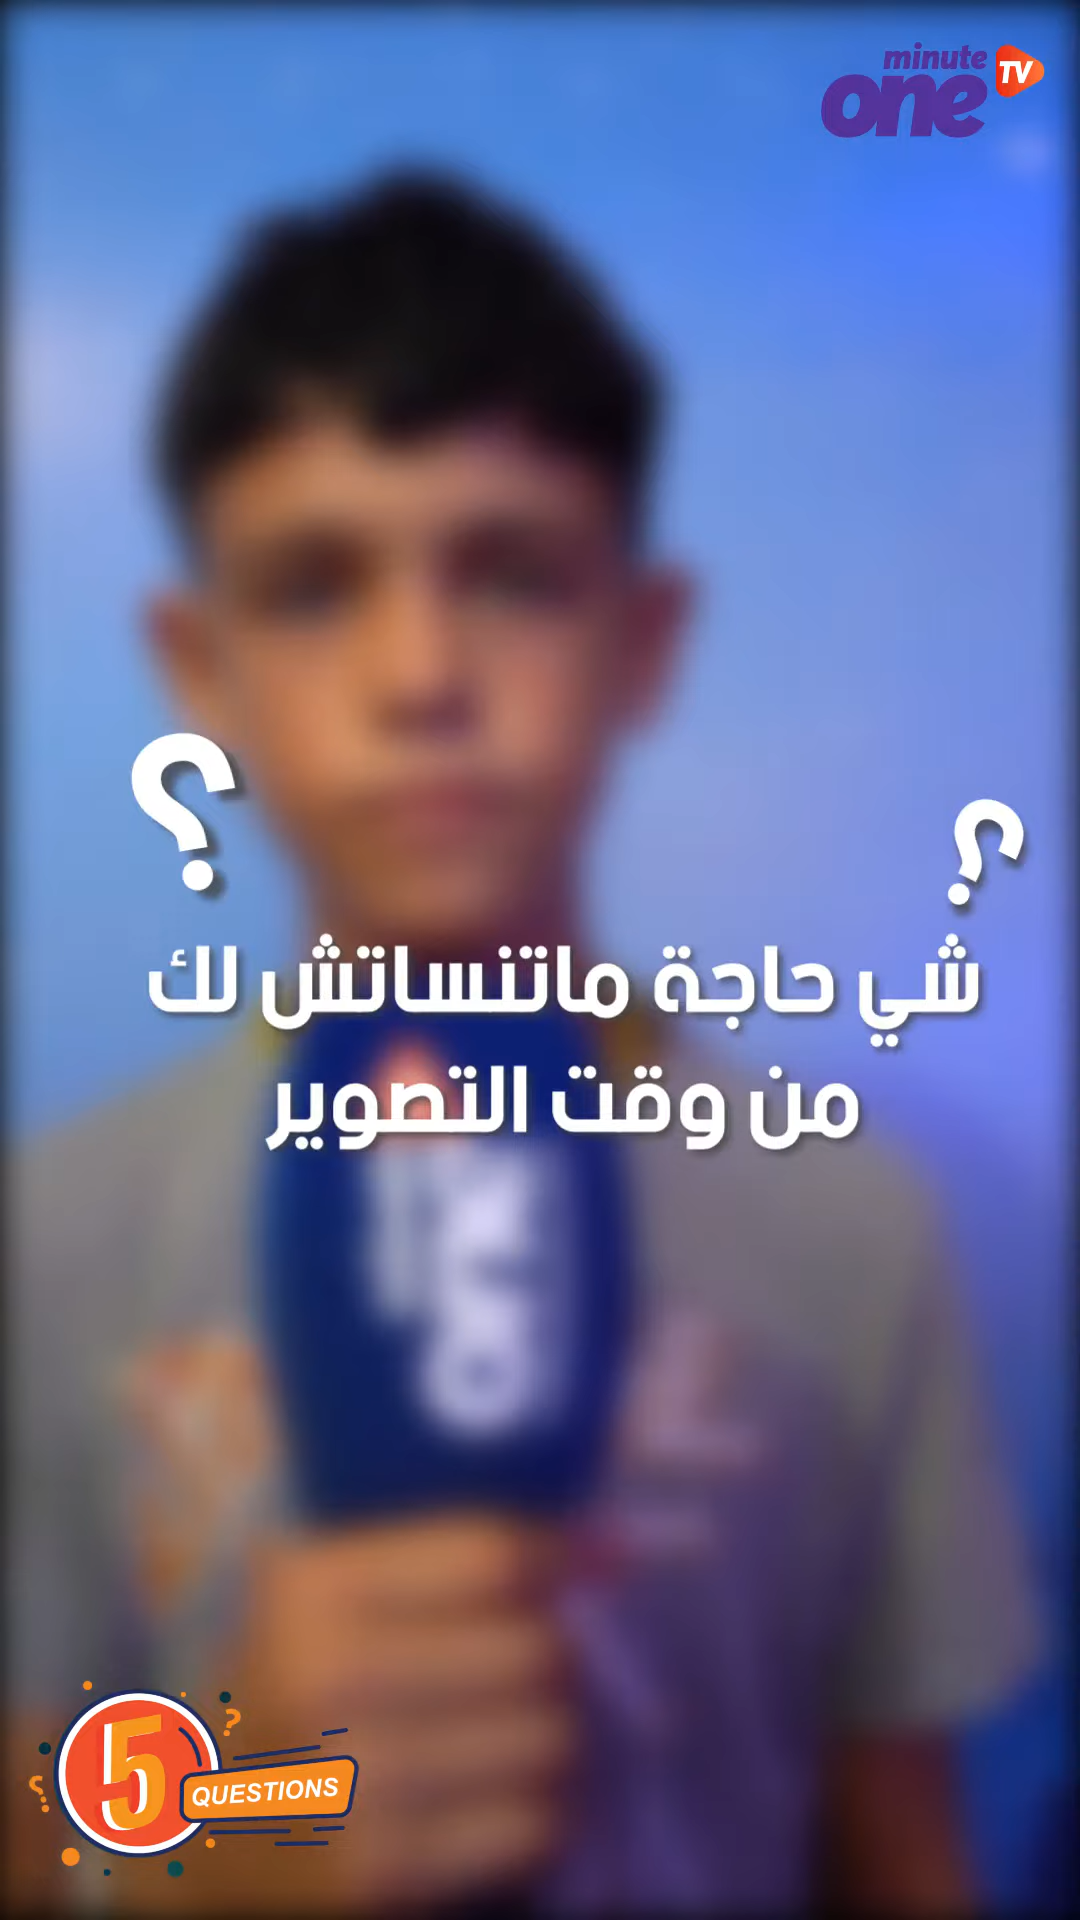 minute
one TV
؟
؟
شي حاجة ماتنساتش لك
من وقت التصوير
5
QUESTIONS
?
؟